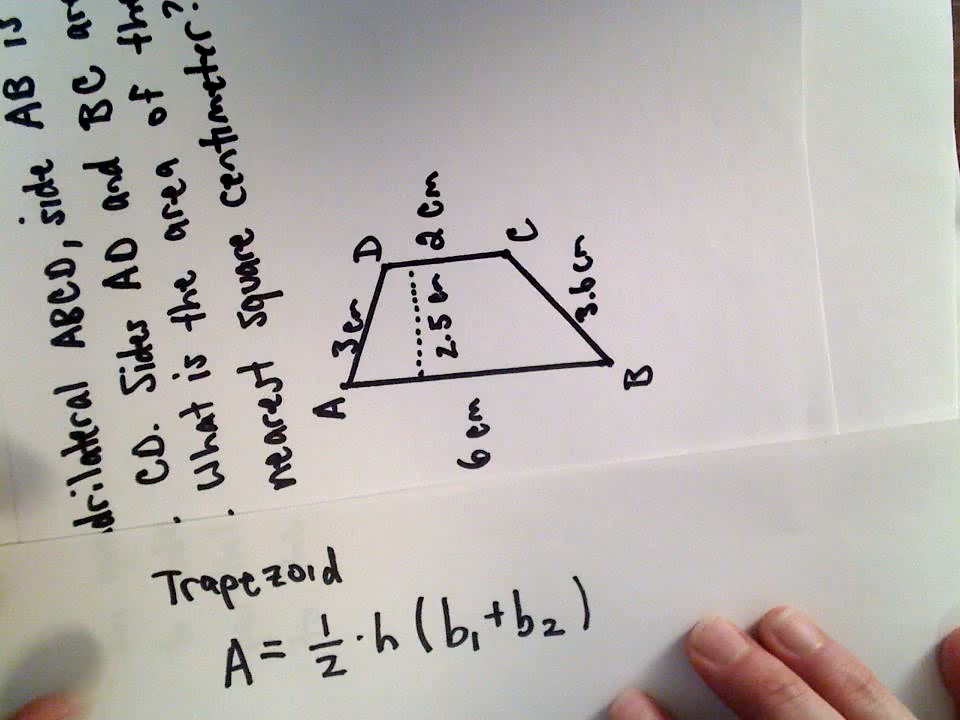 drilateral ABCD, side AB is
CD. Sides AD and BC are
What is the area of the
nearest square centimeter?
D
2 cm
C
3 cm
2.5 cm
3.6 cm
A
6 cm
B
Trapezoid
A = 1/2 · h (b₁ + b₂)